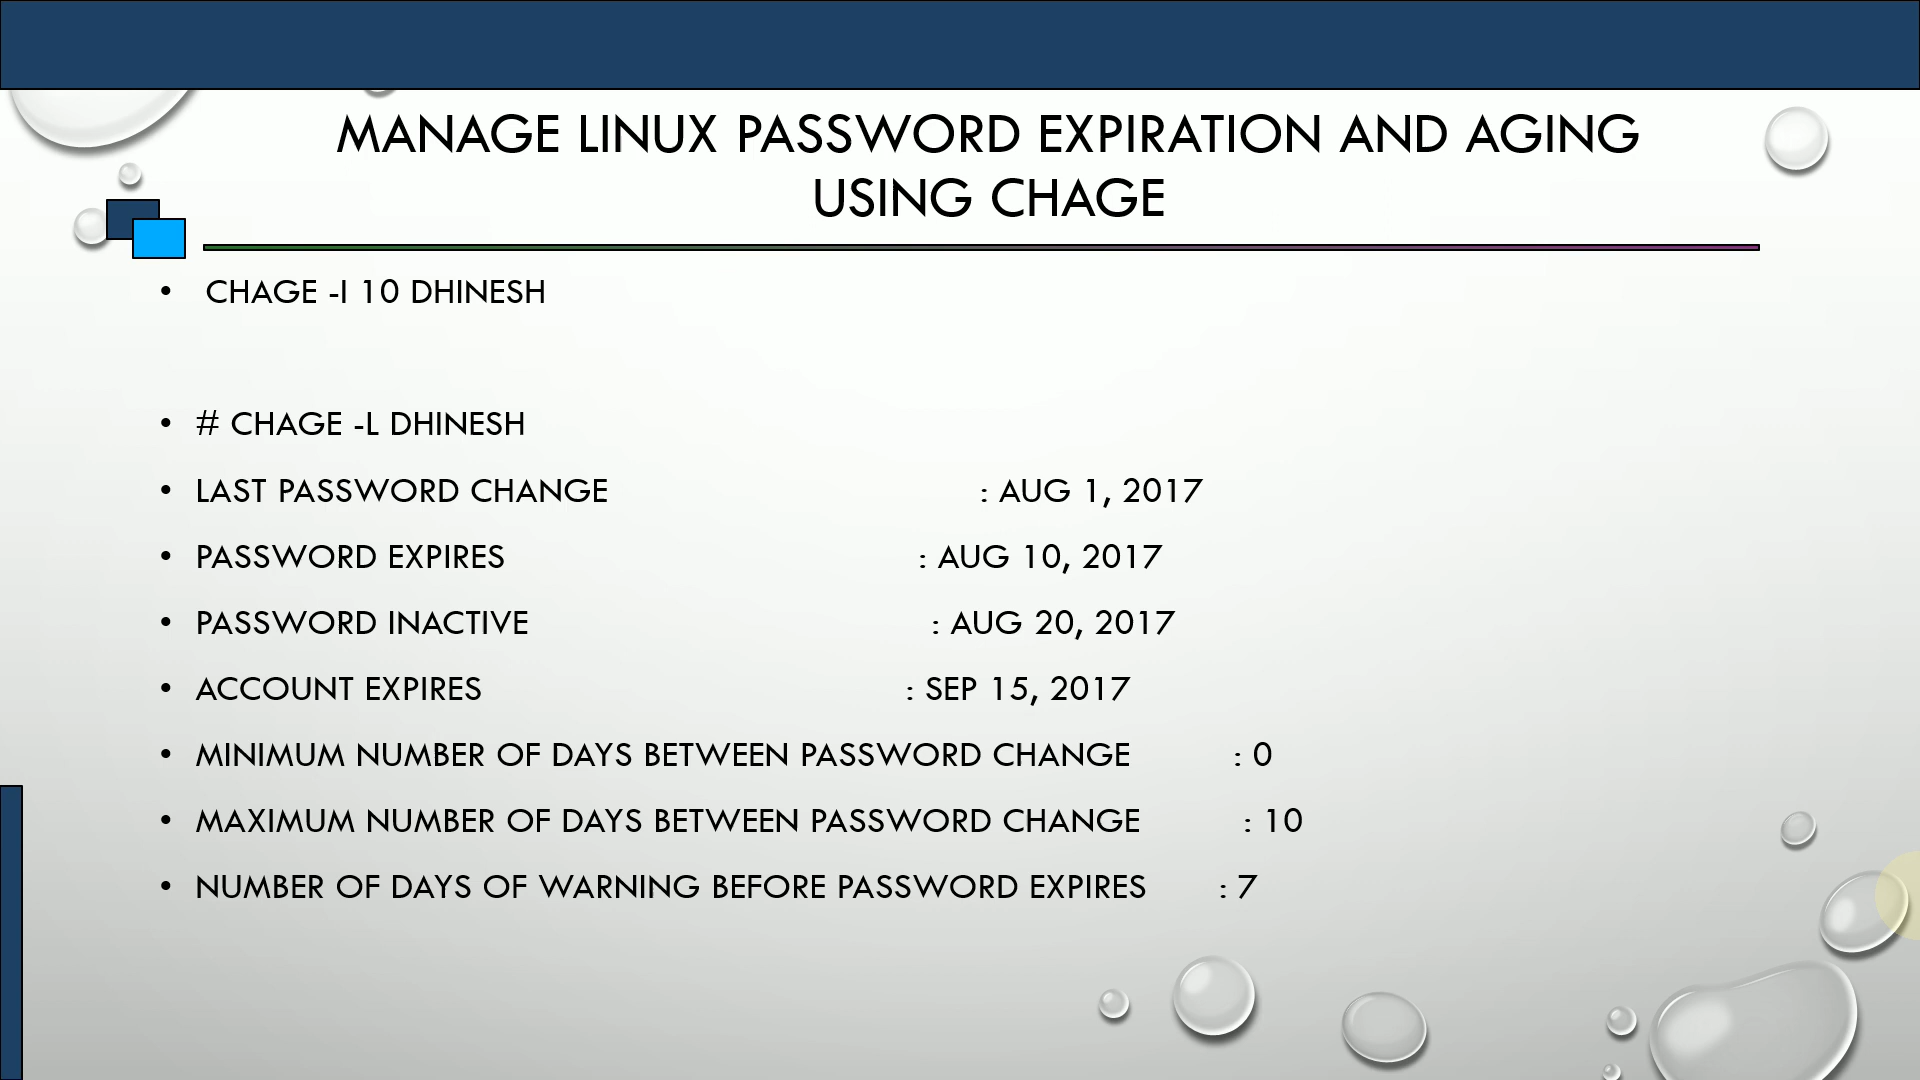 MANAGE LINUX PASSWORD EXPIRATION AND AGING
USING CHAGE
• CHAGE -I 10 DHINESH
• # CHAGE -L DHINESH
• LAST PASSWORD CHANGE : AUG 1, 2017
• PASSWORD EXPIRES : AUG 10, 2017
• PASSWORD INACTIVE : AUG 20, 2017
• ACCOUNT EXPIRES : SEP 15, 2017
• MINIMUM NUMBER OF DAYS BETWEEN PASSWORD CHANGE : 0
• MAXIMUM NUMBER OF DAYS BETWEEN PASSWORD CHANGE : 10
• NUMBER OF DAYS OF WARNING BEFORE PASSWORD EXPIRES : 7